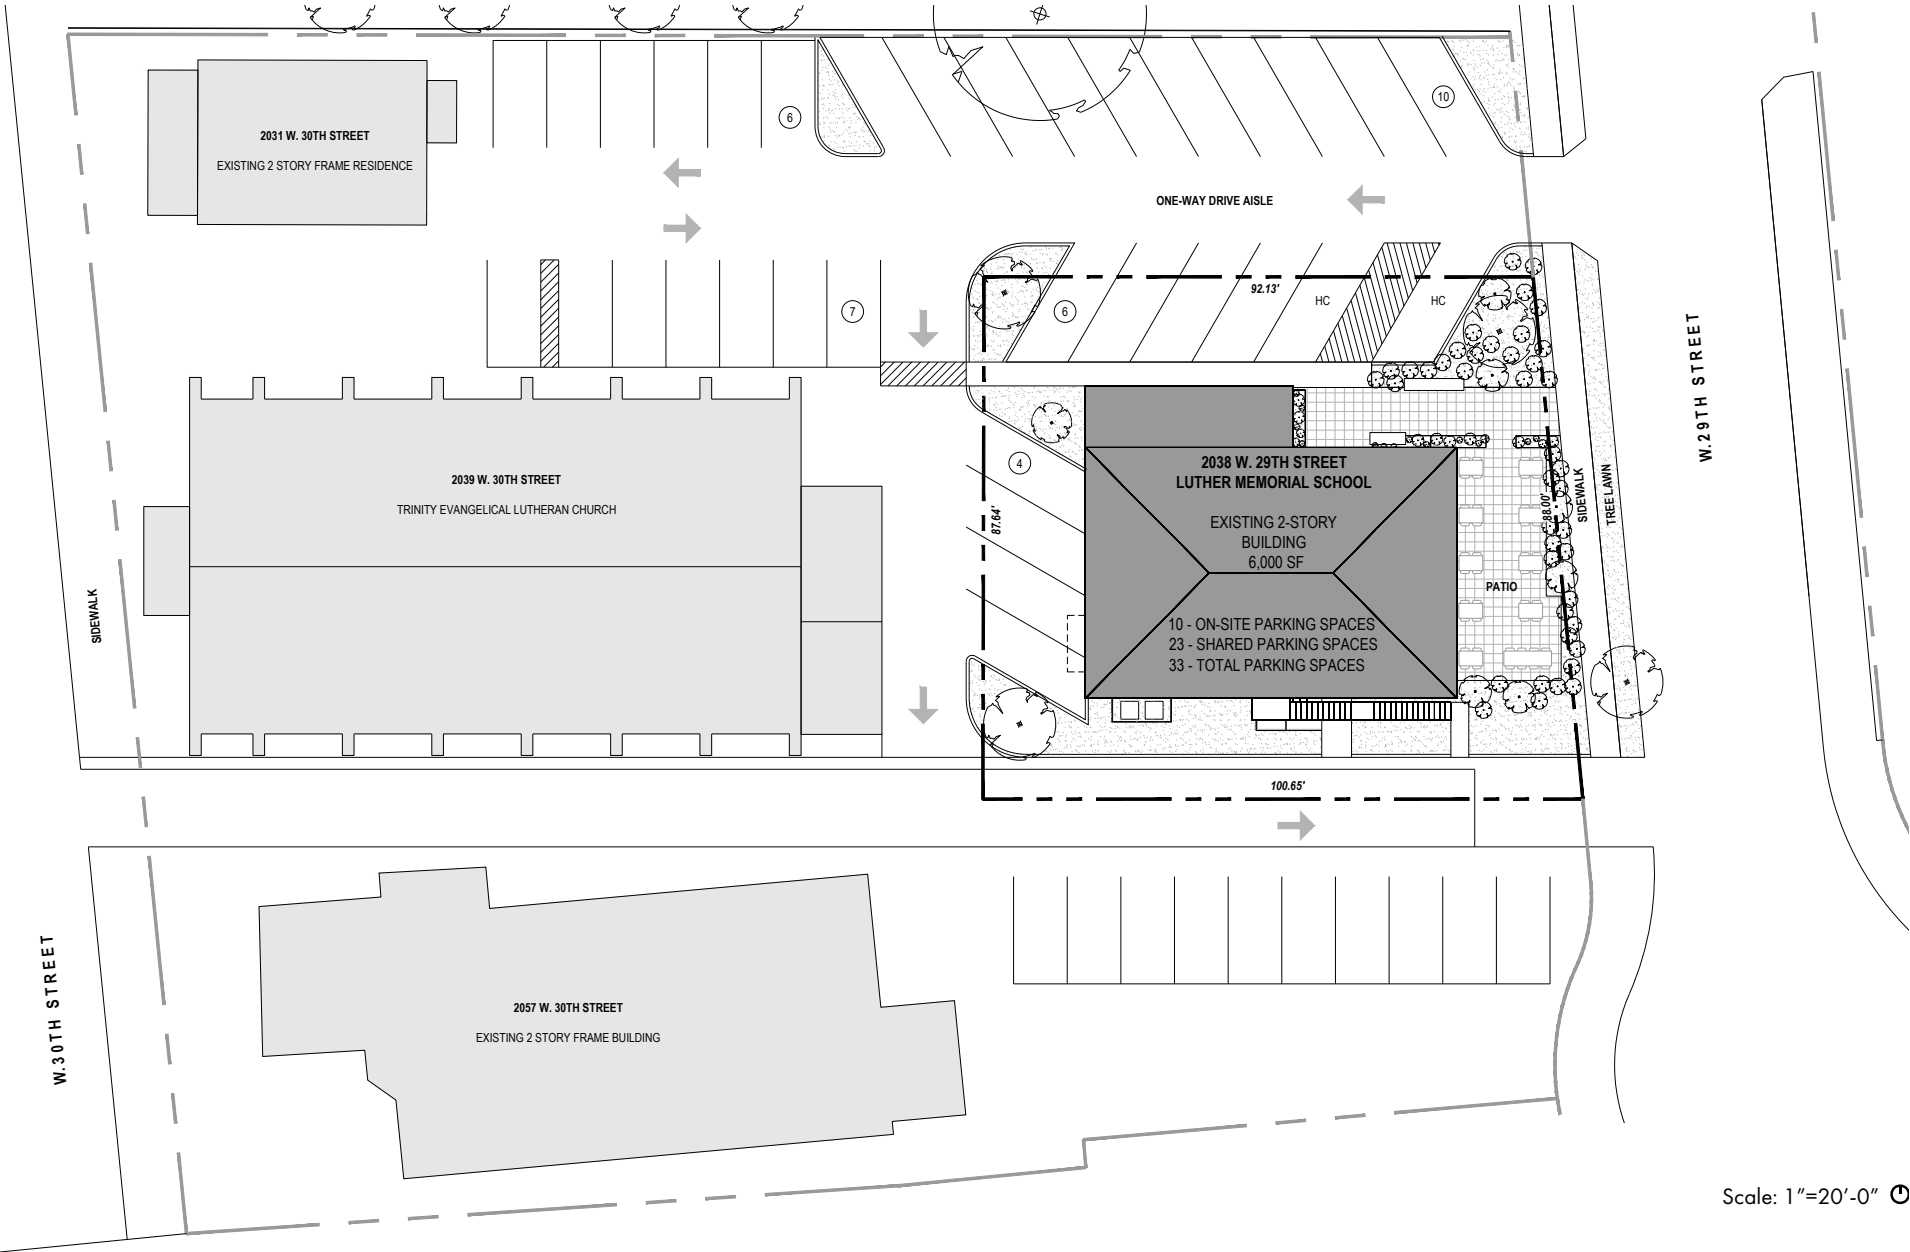 2031 W. 30TH STREET
EXISTING 2 STORY FRAME RESIDENCE
6
10
ONE-WAY DRIVE AISLE
92.13'
HC
HC
7
6
W.29TH STREET
2039 W. 30TH STREET
TRINITY EVANGELICAL LUTHERAN CHURCH
4
87.64'
2038 W. 29TH STREET
LUTHER MEMORIAL SCHOOL
EXISTING 2-STORY
BUILDING
6,000 SF
10 - ON-SITE PARKING SPACES
23 - SHARED PARKING SPACES
33 - TOTAL PARKING SPACES
88.00'
SIDEWALK
TREE LAWN
PATIO
SIDEWALK
100.65'
W.30TH STREET
2057 W. 30TH STREET
EXISTING 2 STORY FRAME BUILDING
Scale: 1"=20'-0"